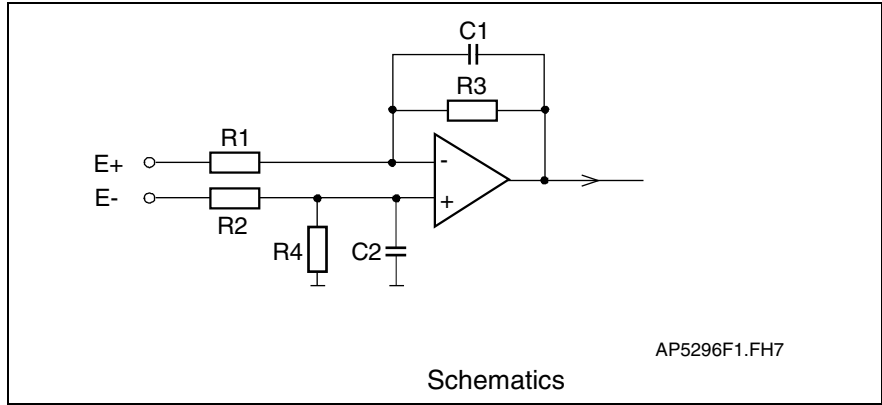 C1
R3
R1
E+
-
E-
+
R2
R4
C2
AP5296F1.FH7
Schematics